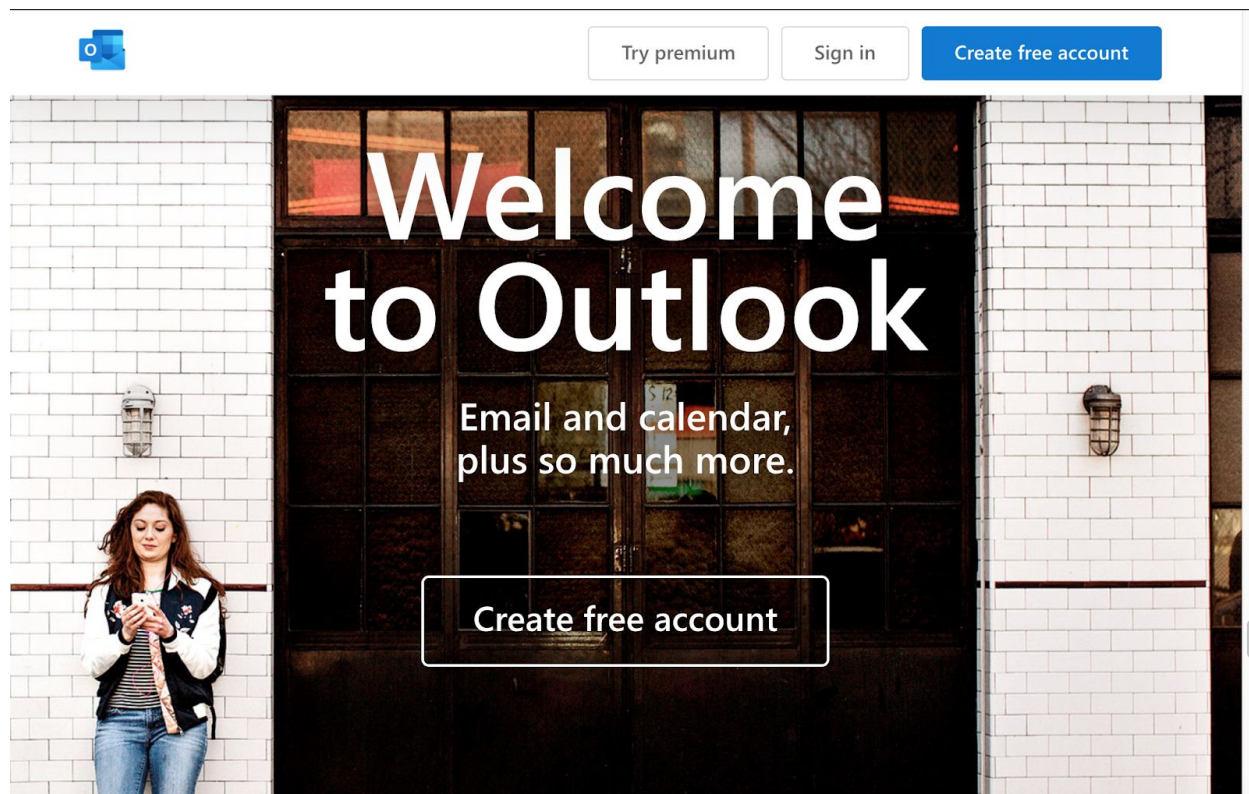 O
Try premium
Sign in
Create free account
Welcome
to Outlook
Email and calendar,
plus so much more.
Create free account